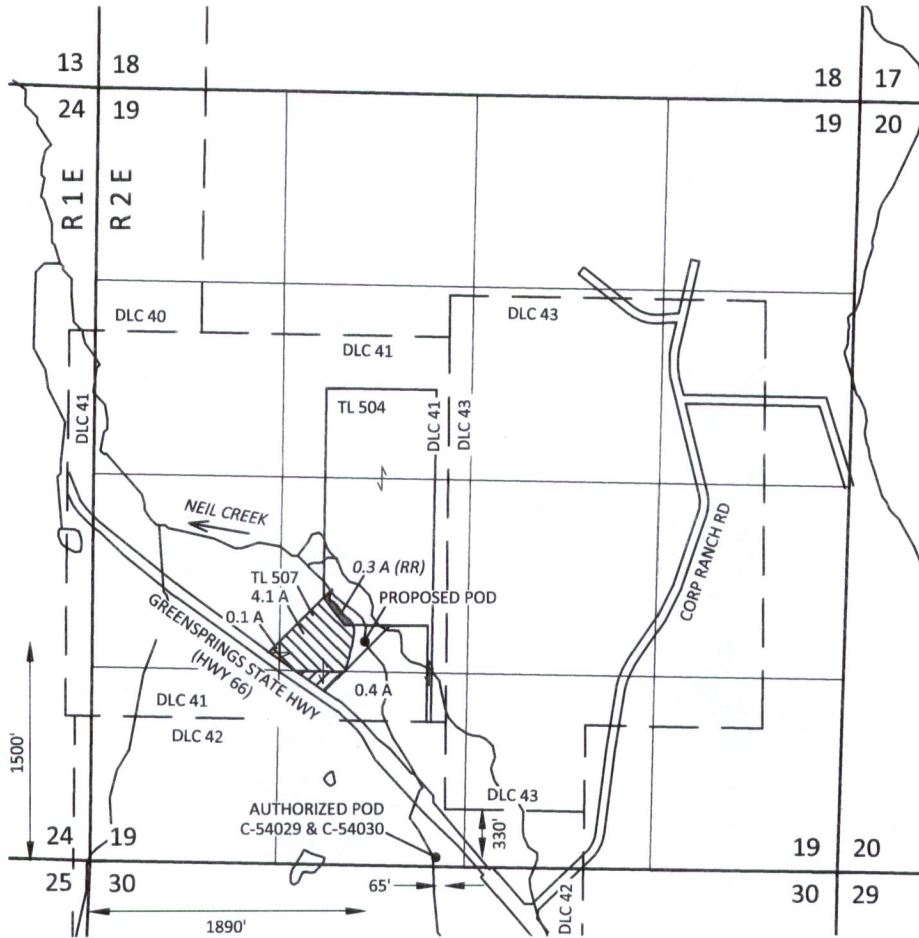 13 18
18 17
24 19
19 20
R 1 E
R 2 E
DLC 40
DLC 43
DLC 41
DLC 41
TL 504
DLC 41
DLC 43
NEIL CREEK
0.3 A (RR)
TL 507
PROPOSED POD
4.1 A
0.1 A
CORP RANCH RD
GREENSPRINGS STATE HWY
(HWY 66)
0.4 A
DLC 41
DLC 42
1500'
DLC 43
AUTHORIZED POD
C-54029 & C-54030
330'
24 19
19 20
25 30
65'
30 29
DLC 42
1890'